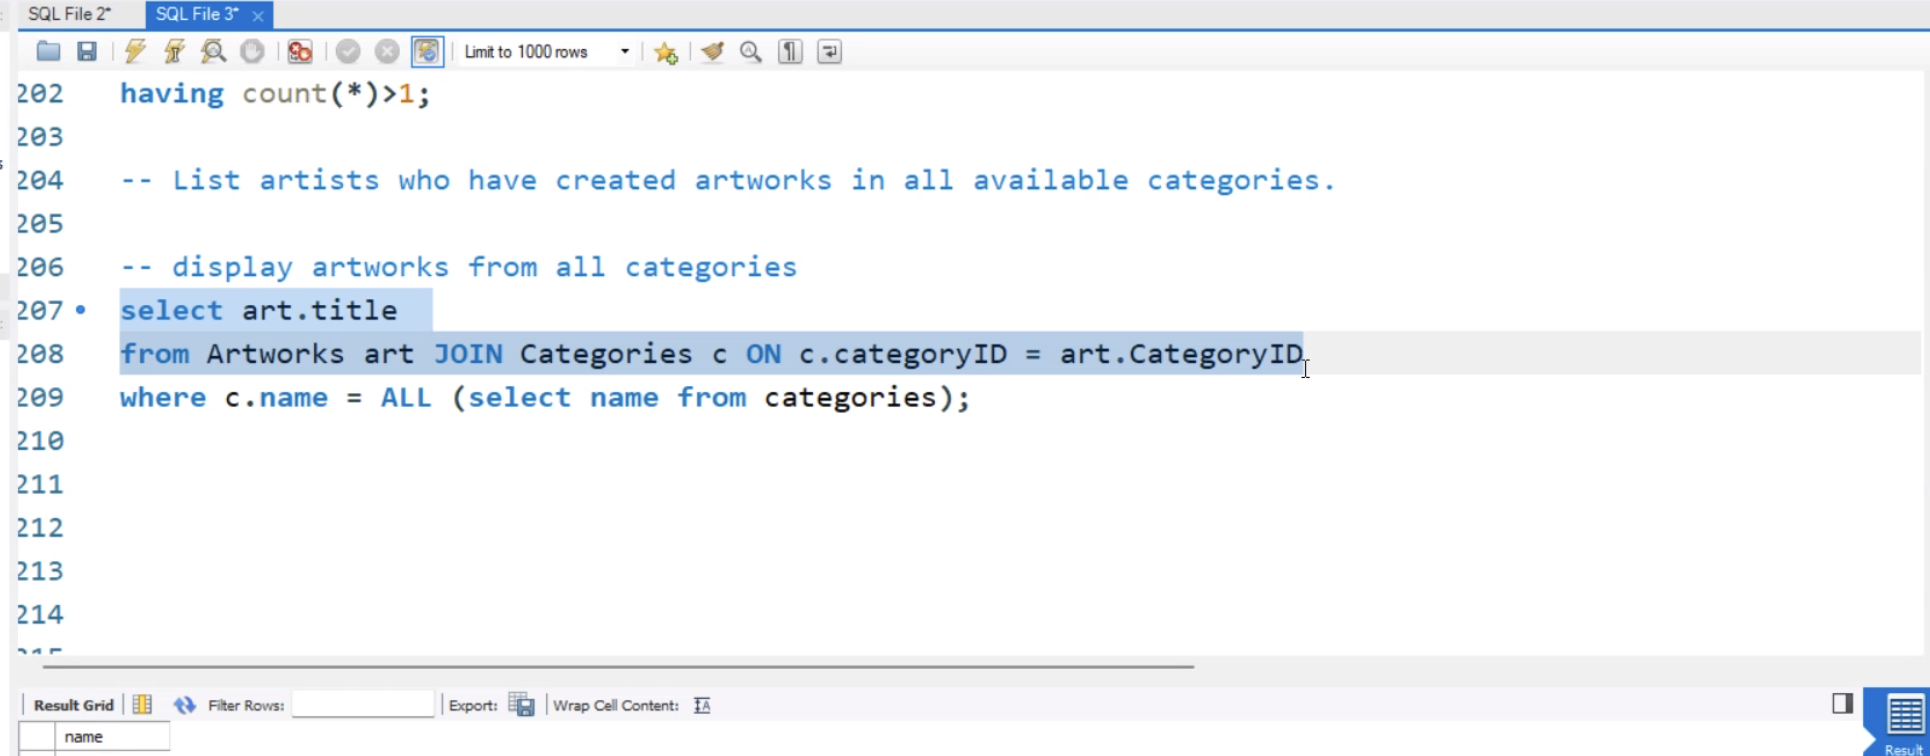 SQL File 2* SQL File 3*
Limit to 1000 rows
202 having count(*)>1;
203
204 -- List artists who have created artworks in all available categories.
205
206 -- display artworks from all categories
207 select art.title
208 from Artworks art JOIN Categories c ON c.categoryID = art.CategoryID
209 where c.name = ALL (select name from categories);
210
211
212
213
214
Result Grid Filter Rows: Export: Wrap Cell Content:
name
Result